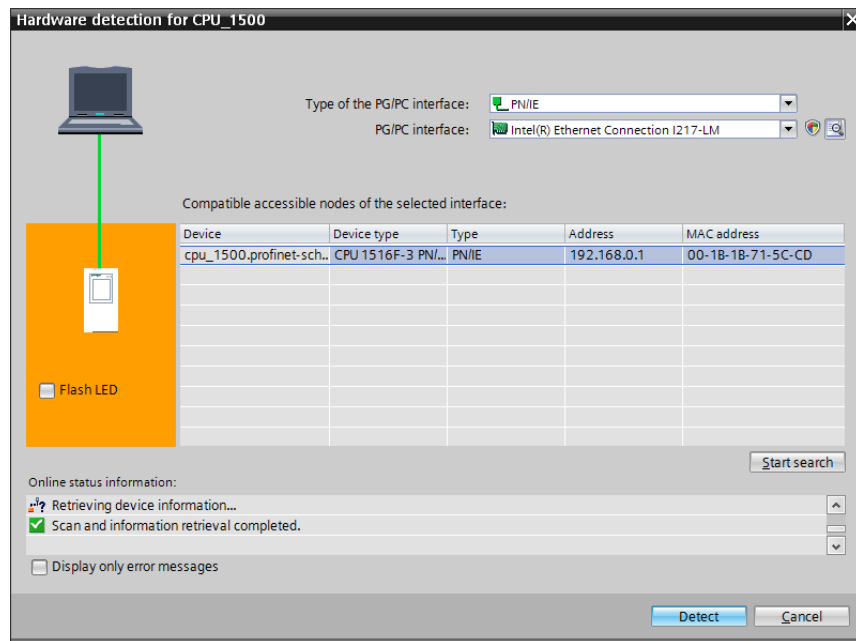 Hardware detection for CPU_1500
Type of the PG/PC interface: PN/IE
PG/PC interface: Intel(R) Ethernet Connection I217-LM
Compatible accessible nodes of the selected interface:
Device Device type Type Address MAC address
cpu_1500.profinet-sch.. CPU 1516F-3 PN/... PN/IE 192.168.0.1 00-1B-1B-71-5C-CD
Flash LED
Start search
Online status information:
Retrieving device information...
Scan and information retrieval completed.
Display only error messages
Detect Cancel